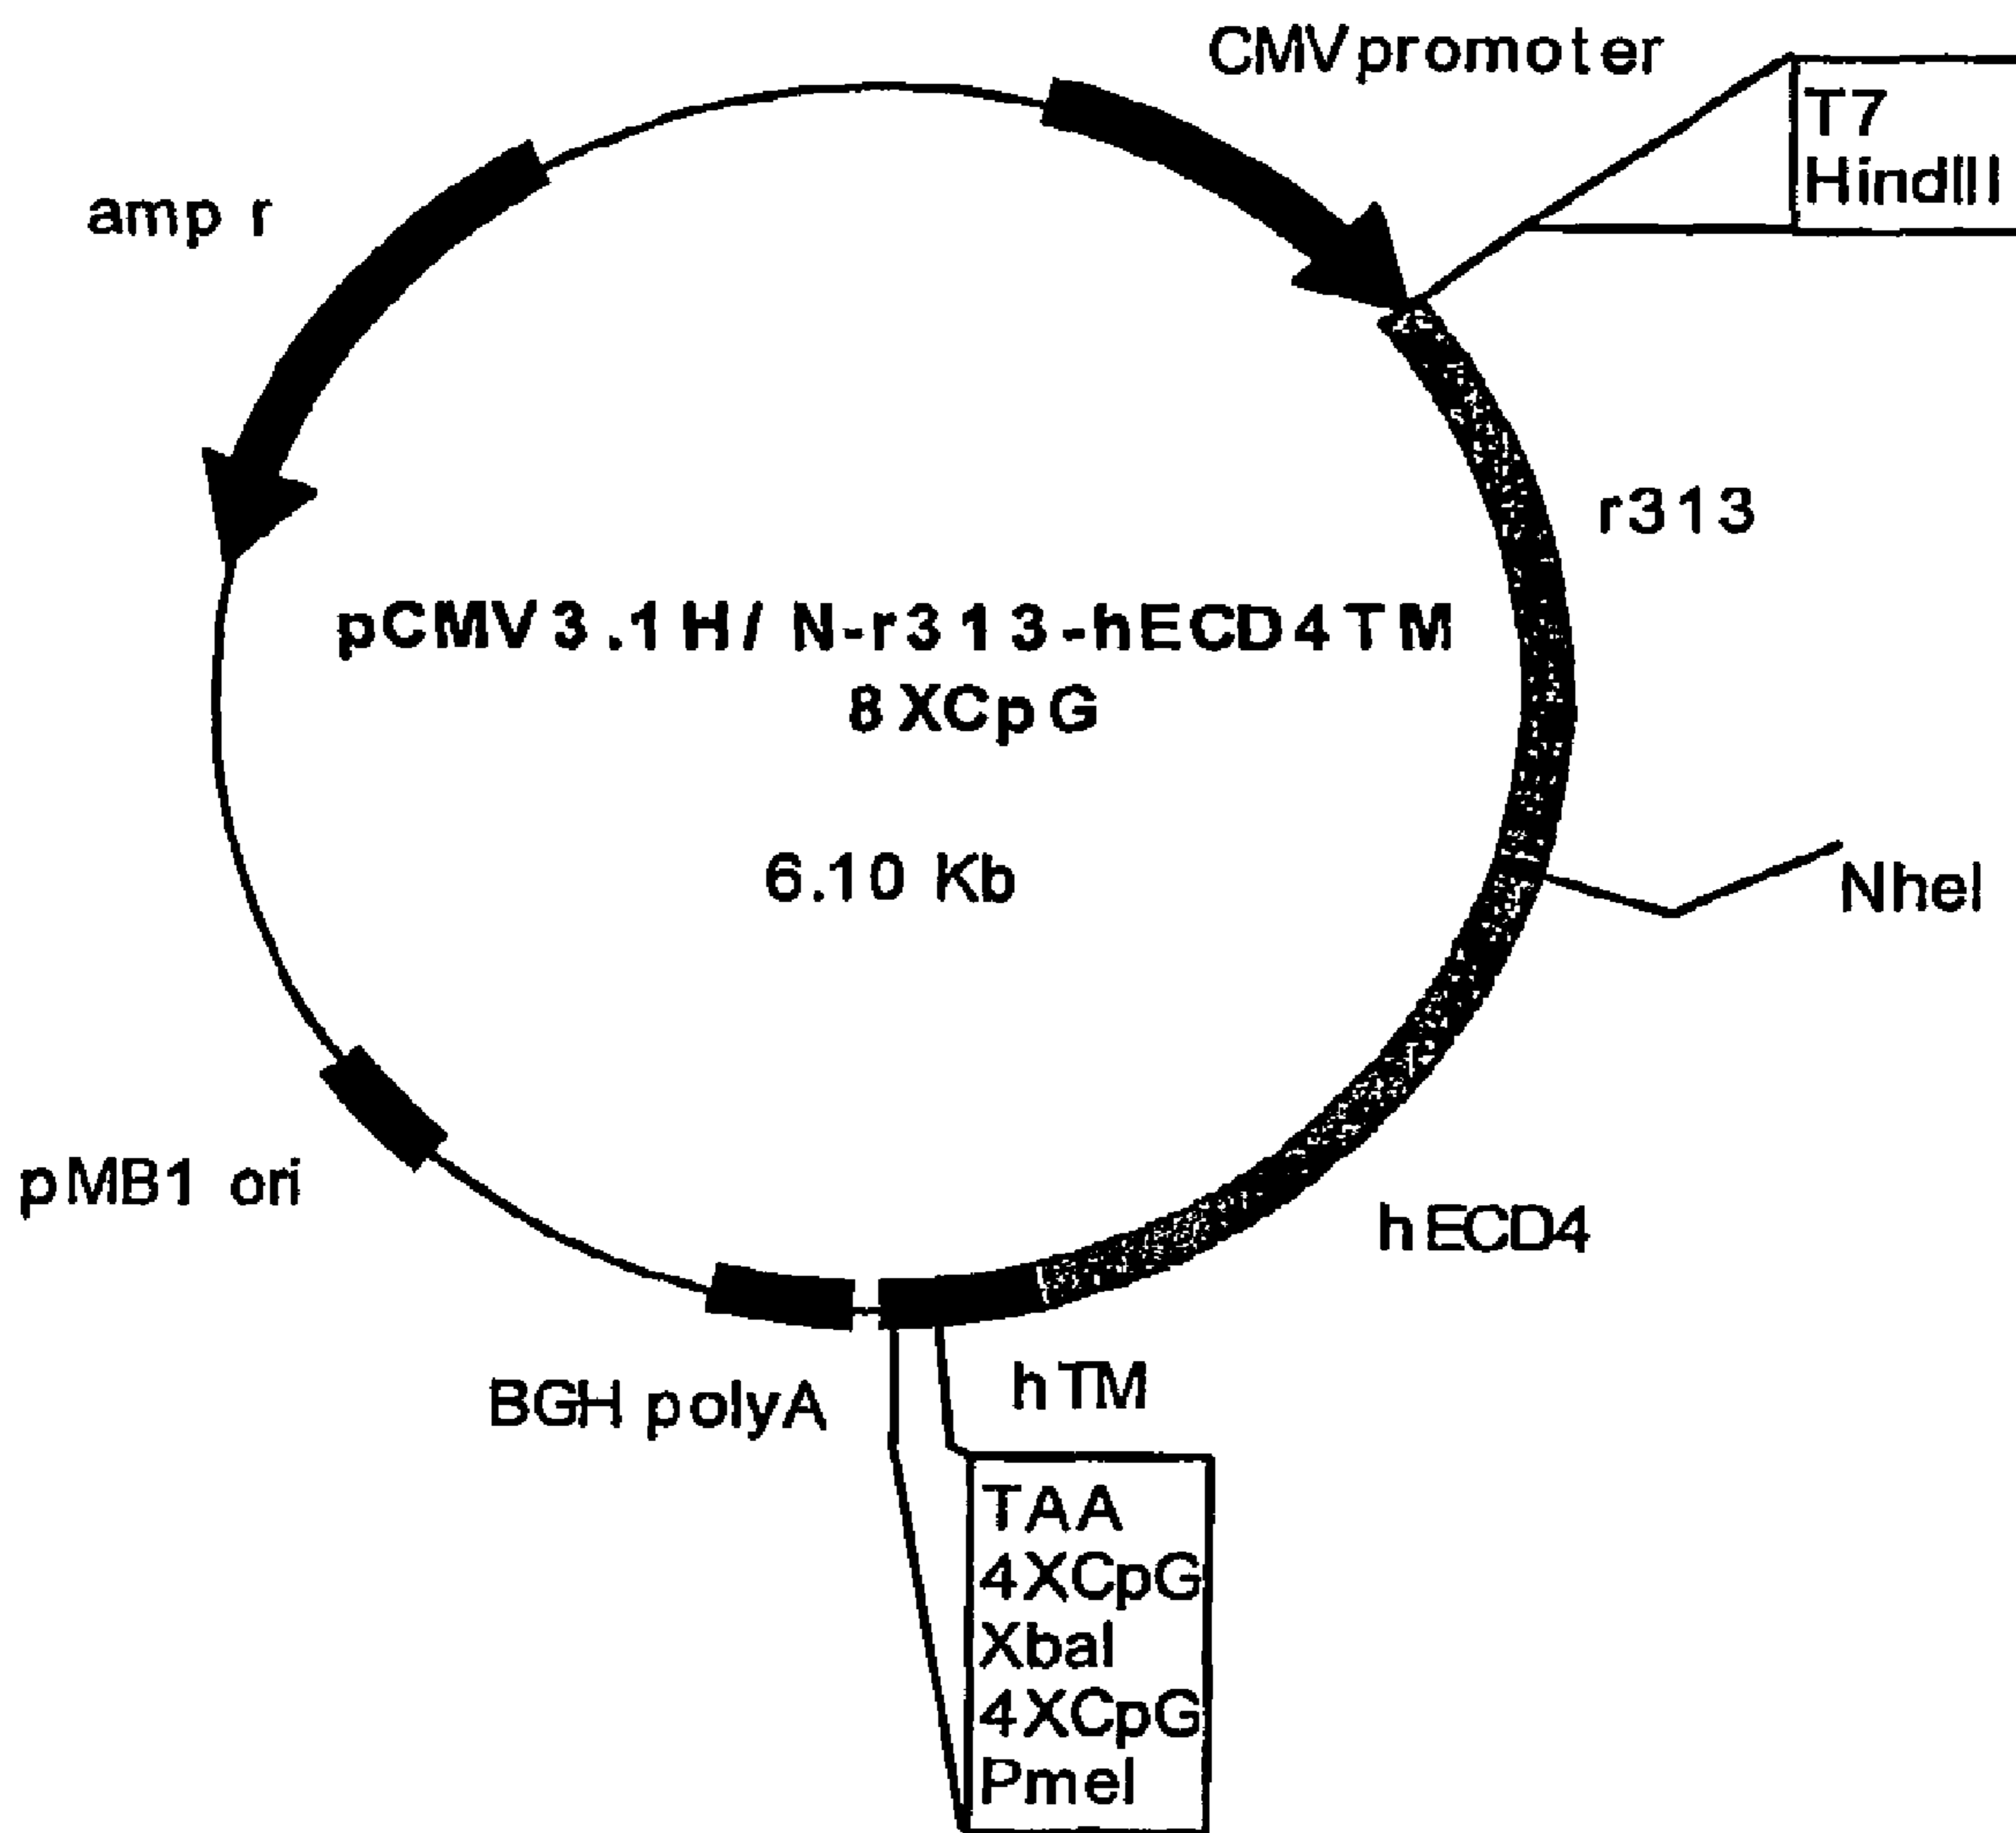 CMVpromoter
T7
HindIII
amp r
r313
pCMV3.1H/ N-r313-hECD4TM
8XCpG
6.10 Kb
NheI
pMB1 ori
hECD4
hTM
BGH polyA
TAA
4XCpG
XbaI
4XCpG
PmeI